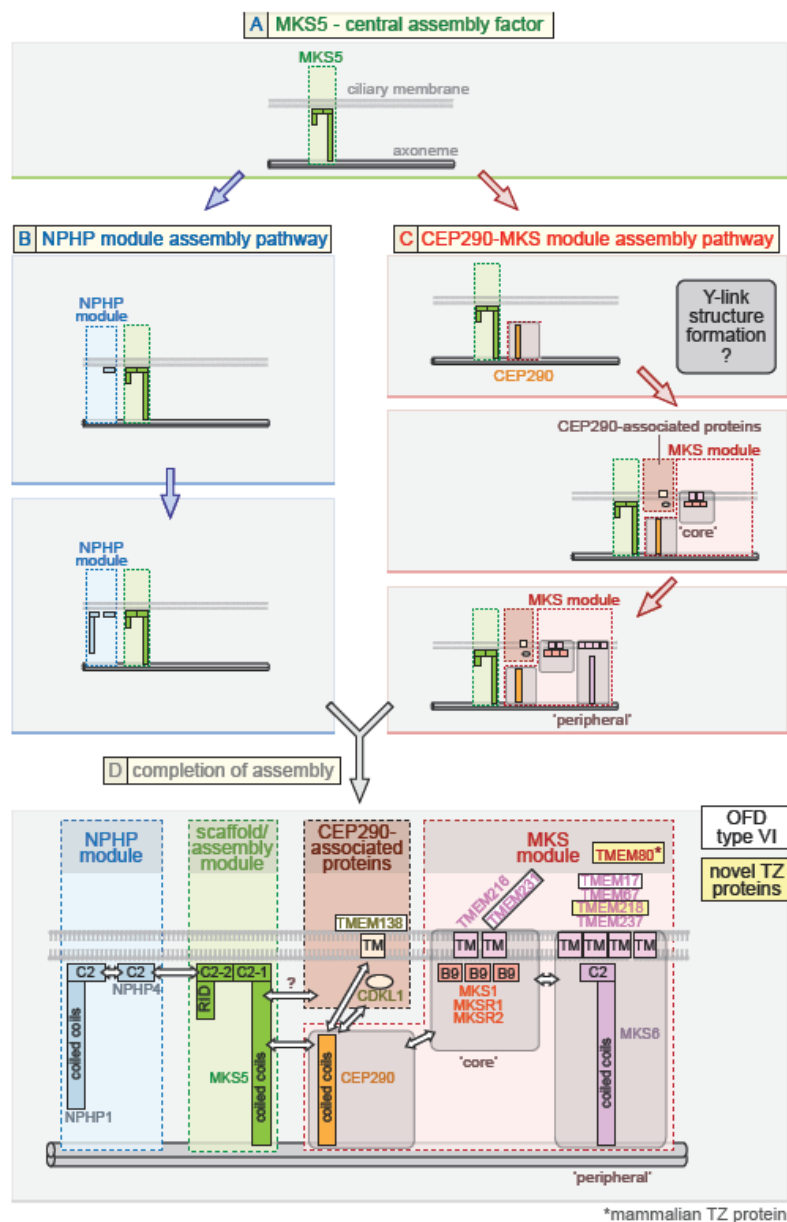 A MKS5 - central assembly factor
MKS5
ciliary membrane
axoneme
B NPHP module assembly pathway
NPHP
module
NPHP
module
C CEP290-MKS module assembly pathway
Y-link
structure
formation
?
CEP290
CEP290-associated proteins
MKS module
'core'
MKS module
'peripheral'
D completion of assembly
OFD
type VI
novel TZ
proteins
NPHP
module
scaffold/
assembly
module
CEP290-
associated
proteins
MKS
module
TMEM80*
TMEM216
TMEM231
TMEM17
TMEM67
TMEM218
TMEM237
TMEM138
TM
TM TM
TM TM TM TM
C2
C2
NPHP4
C2-2 C2-1
RID
?
CDKL1
B9 B9 B9
MKS1
MKSR1
MKSR2
C2
MKS6
coiled coils
NPHP1
MKS5
coiled coils
coiled coils
CEP290
'core'
coiled coils
'peripheral'
*mammalian TZ protein